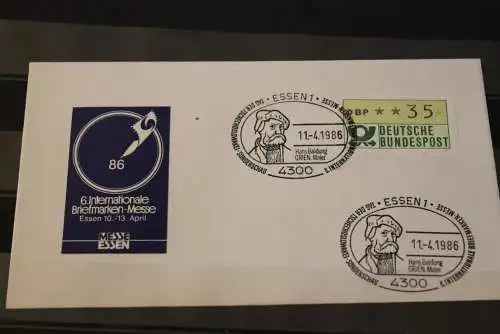 86
6.Internationale
Briefmarken-Messe
Essen 10.-13. April
MESSE
ESSEN
ESSEN 1
11.-4.1986
Hans Baldung
GRIEN, Maler
4300
DBP **35*
DEUTSCHE
BUNDESPOST
ESSEN 1
11.-4.1986
Hans Baldung
GRIEN, Maler
4300